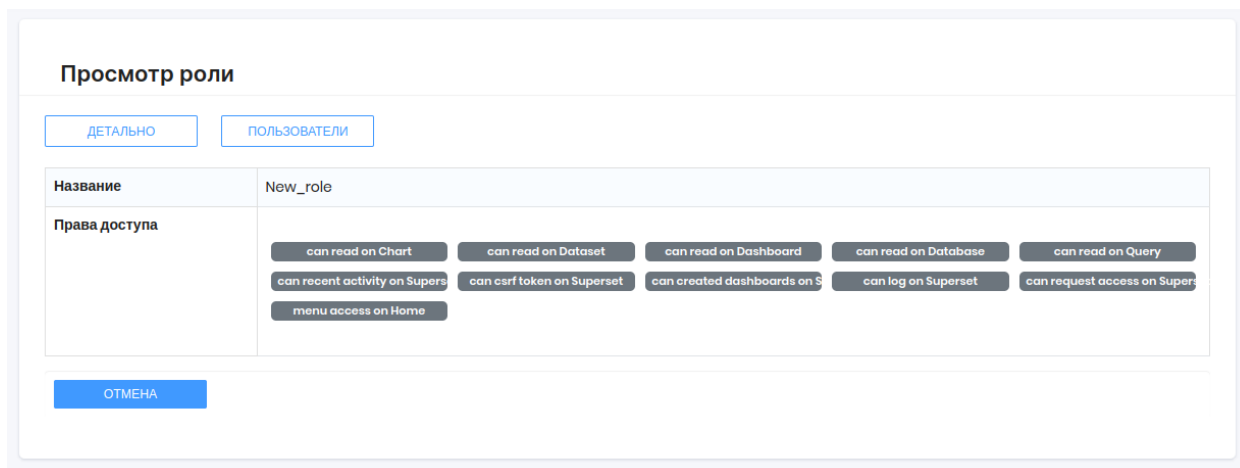 Просмотр роли
ДЕТАЛЬНО ПОЛЬЗОВАТЕЛИ
Название New_role
Права доступа
can read on Chart can read on Dataset can read on Dashboard can read on Database can read on Query
can recent activity on Supers can csrf token on Superset can created dashboards on S can log on Superset can request access on Supers
menu access on Home
ОТМЕНА